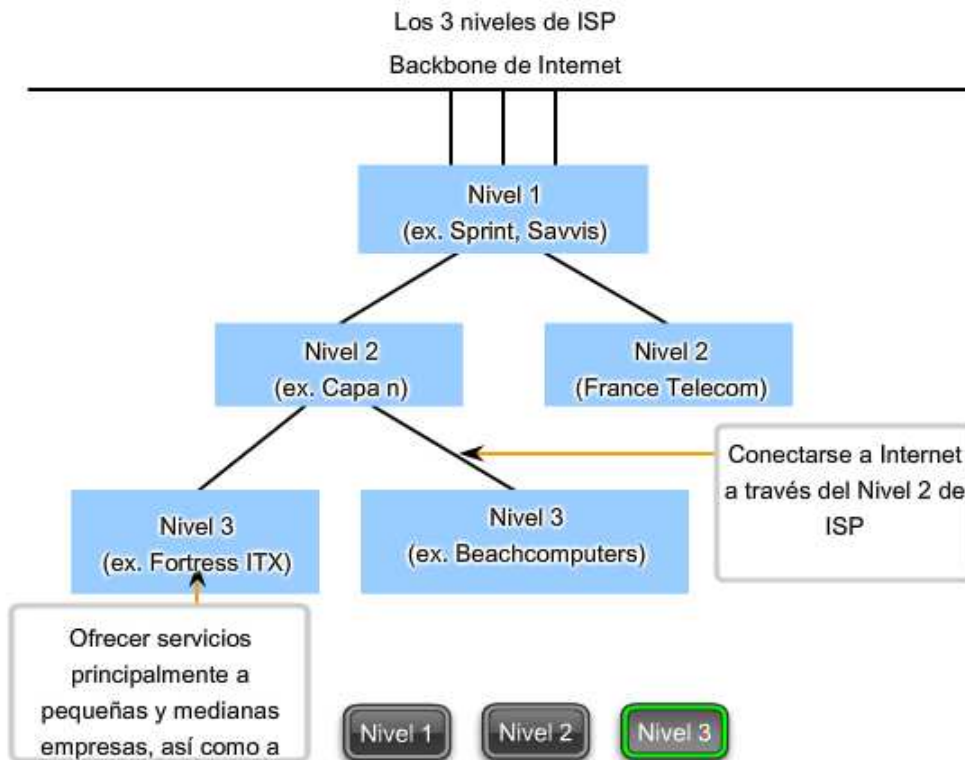 Los 3 niveles de ISP
Backbone de Internet
Nivel 1
(ex. Sprint, Savvis)
Nivel 2
(ex. Capa n)
Nivel 2
(France Telecom)
Conectarse a Internet
a través del Nivel 2 de
ISP
Nivel 3
(ex. Fortress ITX)
Nivel 3
(ex. Beachcomputers)
Ofrecer servicios
principalmente a
pequeñas y medianas
empresas, así como a
Nivel 1
Nivel 2
Nivel 3